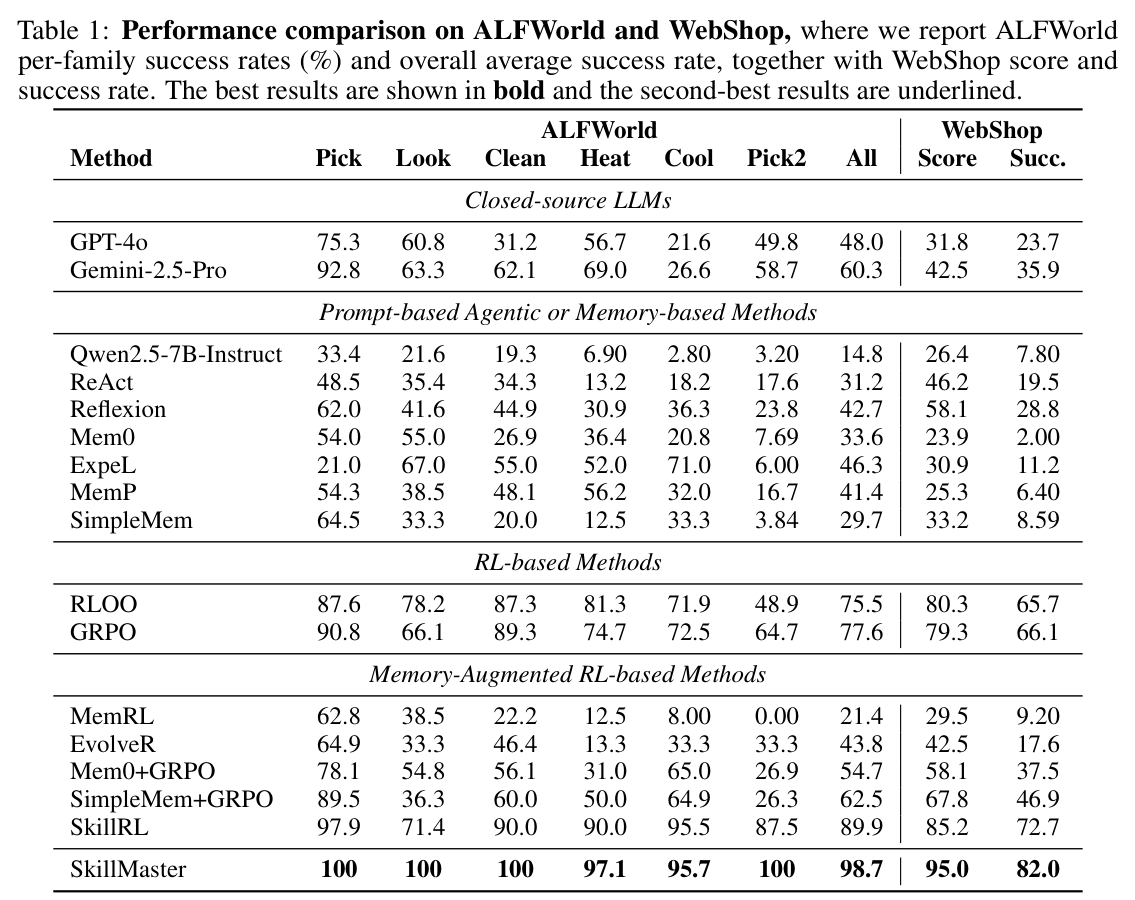 Table 1: Performance comparison on ALFWorld and WebShop, where we report ALFWorld
per-family success rates (%) and overall average success rate, together with WebShop score and
success rate. The best results are shown in bold and the second-best results are underlined.
ALFWorld WebShop
Method Pick Look Clean Heat Cool Pick2 All Score Succ.
Closed-source LLMs
GPT-4o 75.3 60.8 31.2 56.7 21.6 49.8 48.0 31.8 23.7
Gemini-2.5-Pro 92.8 63.3 62.1 69.0 26.6 58.7 60.3 42.5 35.9
Prompt-based Agentic or Memory-based Methods
Qwen2.5-7B-Instruct 33.4 21.6 19.3 6.90 2.80 3.20 14.8 26.4 7.80
ReAct 48.5 35.4 34.3 13.2 18.2 17.6 31.2 46.2 19.5
Reflexion 62.0 41.6 44.9 30.9 36.3 23.8 42.7 58.1 28.8
Mem0 54.0 55.0 26.9 36.4 20.8 7.69 33.6 23.9 2.00
ExpeL 21.0 67.0 55.0 52.0 71.0 6.00 46.3 30.9 11.2
MemP 54.3 38.5 48.1 56.2 32.0 16.7 41.4 25.3 6.40
SimpleMem 64.5 33.3 20.0 12.5 33.3 3.84 29.7 33.2 8.59
RL-based Methods
RLOO 87.6 78.2 87.3 81.3 71.9 48.9 75.5 80.3 65.7
GRPO 90.8 66.1 89.3 74.7 72.5 64.7 77.6 79.3 66.1
Memory-Augmented RL-based Methods
MemRL 62.8 38.5 22.2 12.5 8.00 0.00 21.4 29.5 9.20
EvolveR 64.9 33.3 46.4 13.3 33.3 33.3 43.8 42.5 17.6
Mem0+GRPO 78.1 54.8 56.1 31.0 65.0 26.9 54.7 58.1 37.5
SimpleMem+GRPO 89.5 36.3 60.0 50.0 64.9 26.3 62.5 67.8 46.9
SkillRL 97.9 71.4 90.0 90.0 95.5 87.5 89.9 85.2 72.7
SkillMaster 100 100 100 97.1 95.7 100 98.7 95.0 82.0